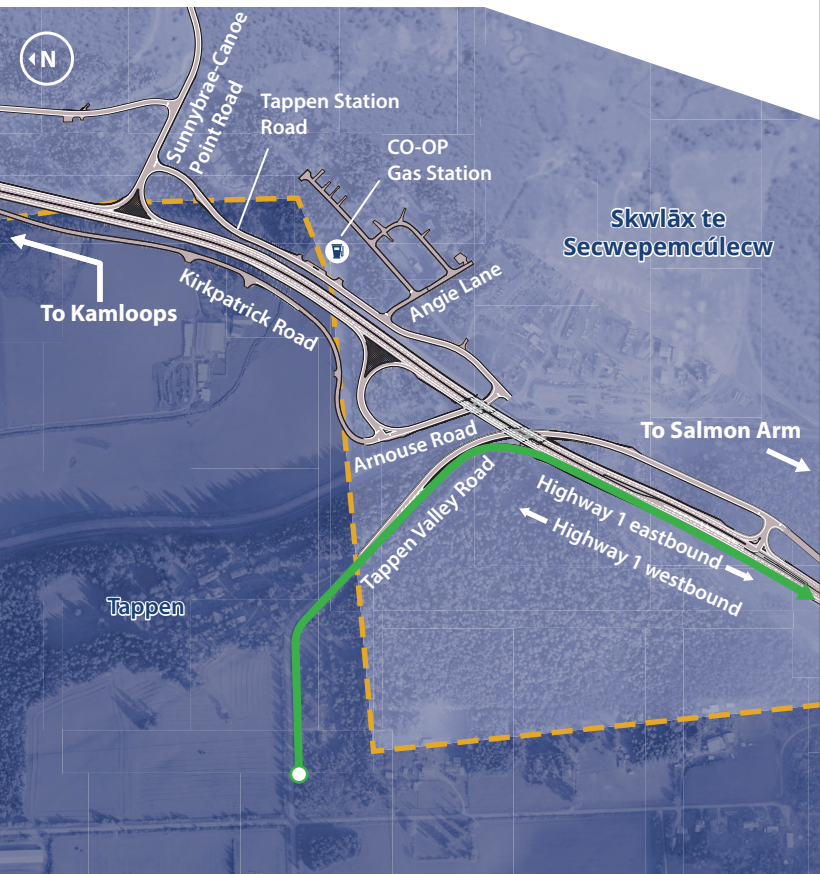 N
Sunnybrae-Canoe
Point Road
Tappen Station
Road
CO-OP
Gas Station
Skwlāx te
Secwepemcúlecw
To Kamloops
Kirkpatrick Road
Angie Lane
Arnouse Road
To Salmon Arm
Tappen Valley Road
Highway 1 eastbound
Highway 1 westbound
Tappen